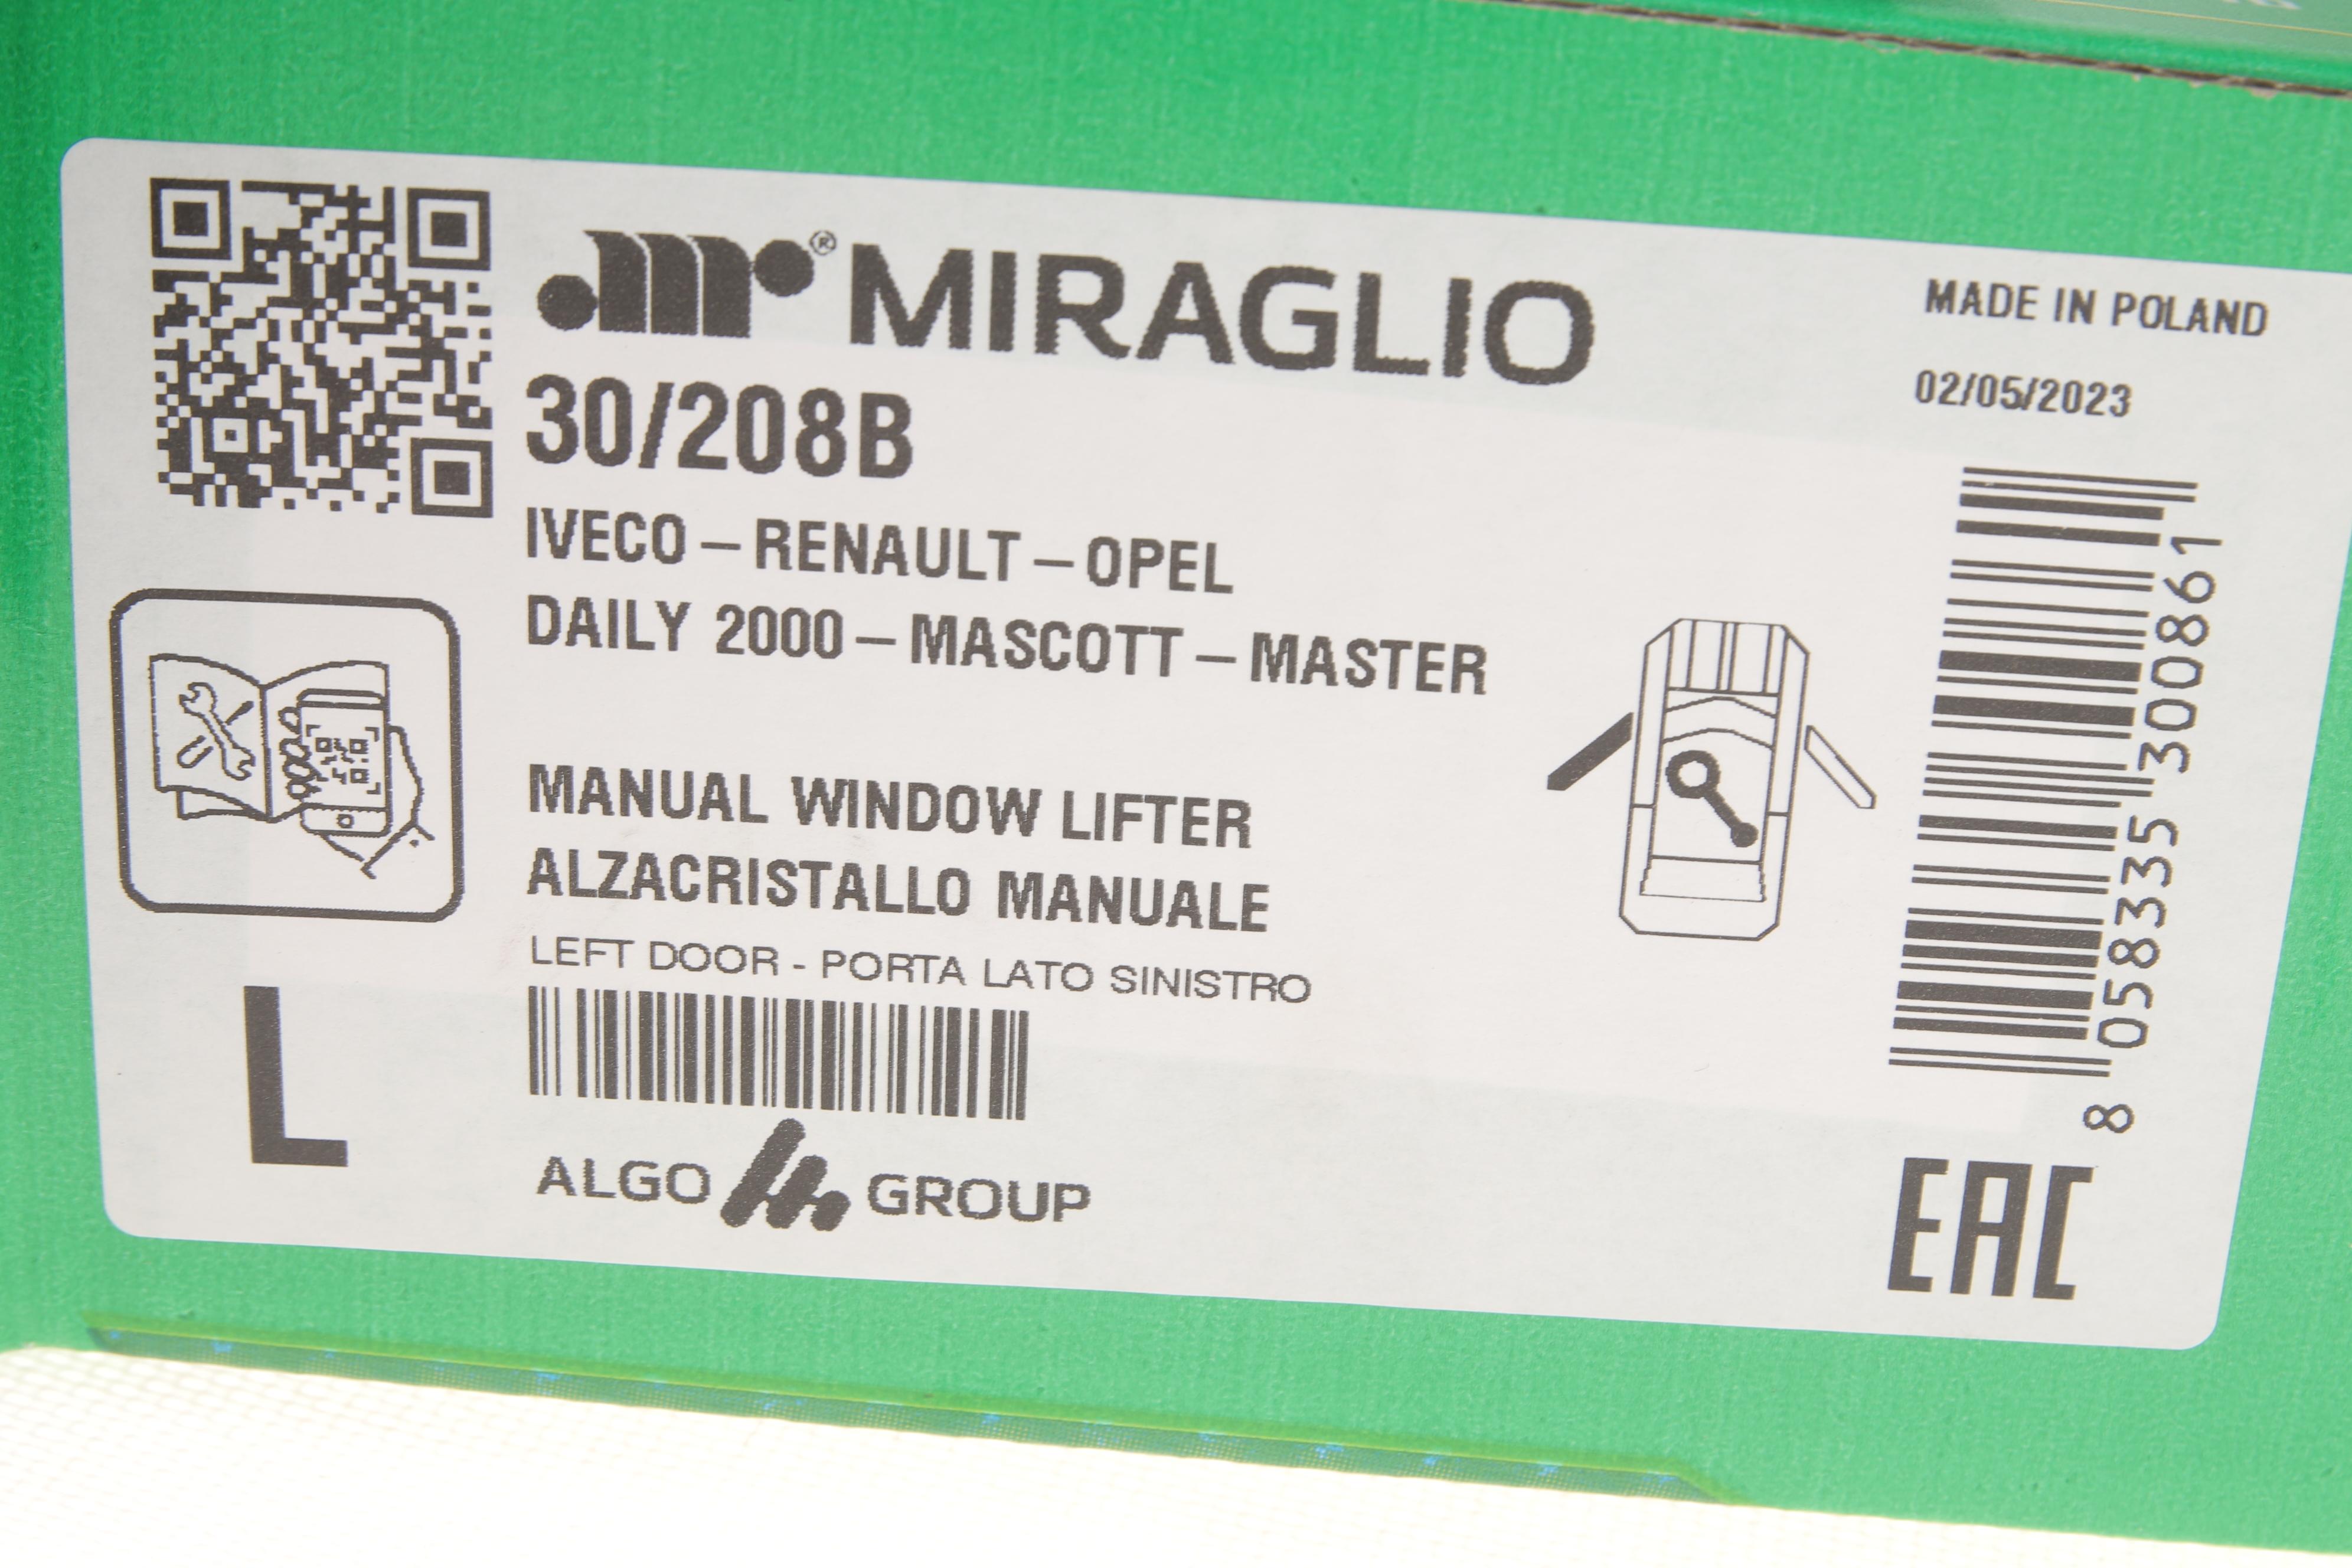 MIRAGLIO
®
30/208B
IVECO – RENAULT – OPEL
DAILY 2000 – MASCOTT – MASTER
MANUAL WINDOW LIFTER
ALZACRISTALLO MANUALE
LEFT DOOR - PORTA LATO SINISTRO
L
ALGO GROUP
MADE IN POLAND
02/05/2023
8 058335 300861
EAC